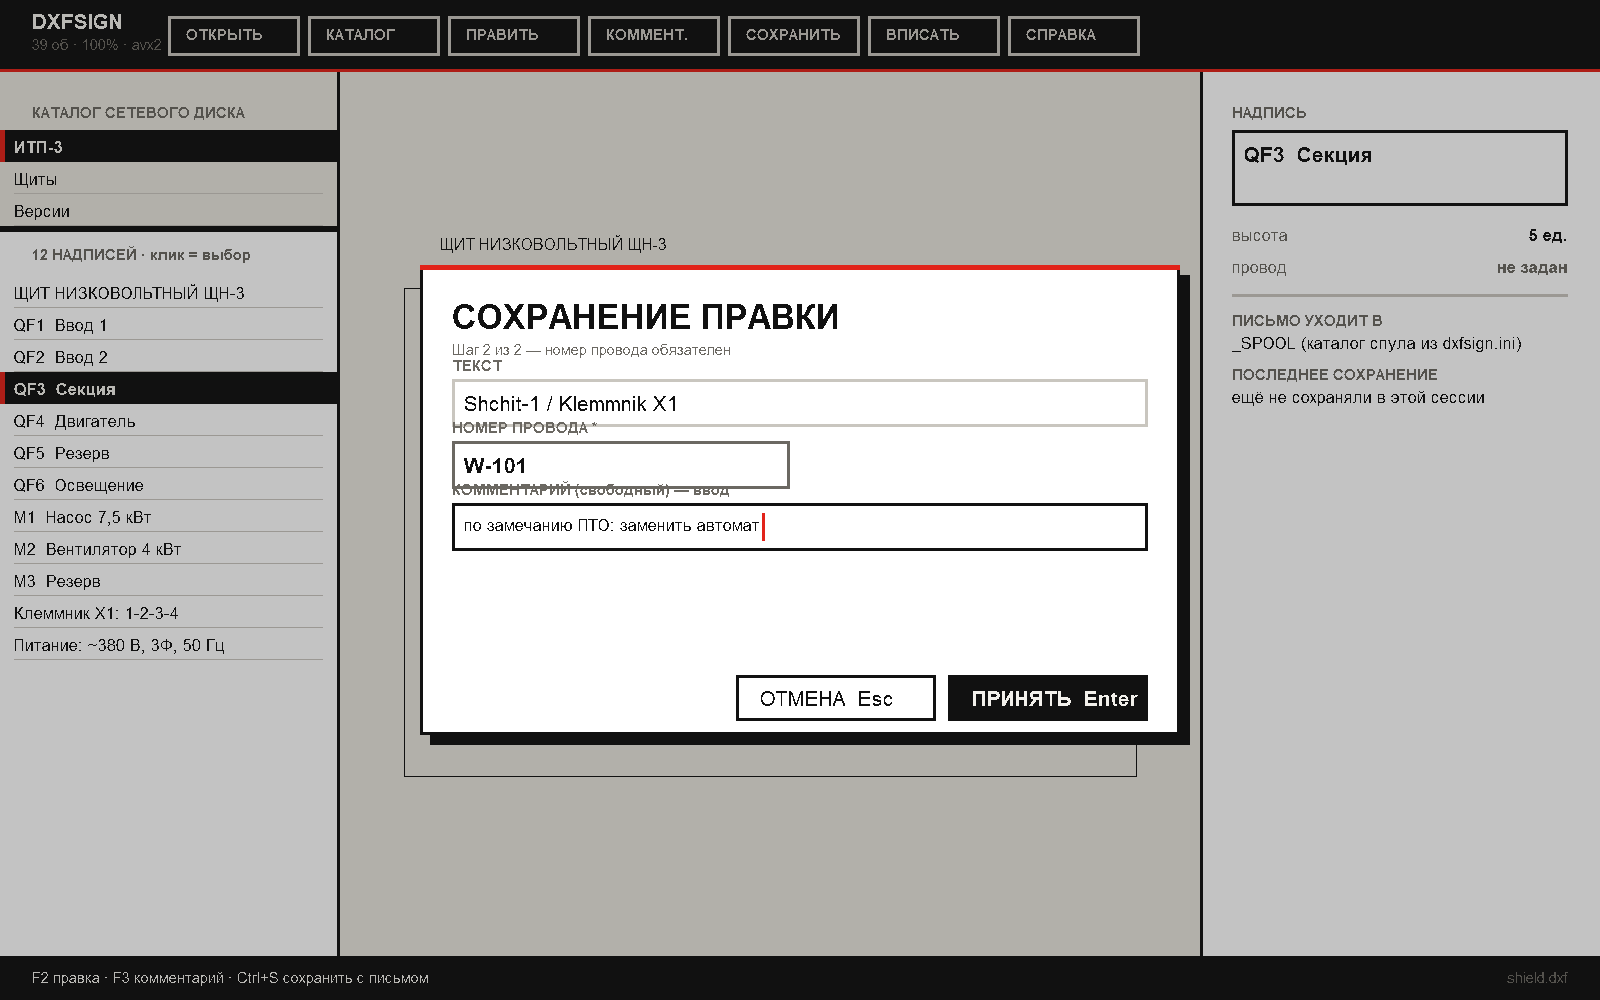 DXFSIGN
39 об · 100% · avx2
ОТКРЫТЬ
КАТАЛОГ
ПРАВИТЬ
КОММЕНТ.
СОХРАНИТЬ
ВПИСАТЬ
СПРАВКА
КАТАЛОГ СЕТЕВОГО ДИСКА
ИТП-3
Щиты
Версии
12 НАДПИСЕЙ · клик = выбор
ЩИТ НИЗКОВОЛЬТНЫЙ ЩН-3
QF1 Ввод 1
QF2 Ввод 2
QF3 Секция
QF4 Двигатель
QF5 Резерв
QF6 Освещение
M1 Насос 7,5 кВт
M2 Вентилятор 4 кВт
M3 Резерв
Клеммник X1: 1-2-3-4
Питание: ~380 В, 3Ф, 50 Гц
ЩИТ НИЗКОВОЛЬТНЫЙ ЩН-3
СОХРАНЕНИЕ ПРАВКИ
Шаг 2 из 2 — номер провода обязателен
ТЕКСТ
Shchit-1 / Klemmnik X1
НОМЕР ПРОВОДА *
W-101
КОММЕНТАРИЙ (свободный) — ввод
по замечанию ПТО: заменить автомат
ОТМЕНА Esc
ПРИНЯТЬ Enter
НАДПИСЬ
QF3 Секция
высота 5 ед.
провод не задан
ПИСЬМО УХОДИТ В
_SPOOL (каталог спула из dxfsign.ini)
ПОСЛЕДНЕЕ СОХРАНЕНИЕ
ещё не сохраняли в этой сессии
F2 правка · F3 комментарий · Ctrl+S сохранить с письмом
shield.dxf